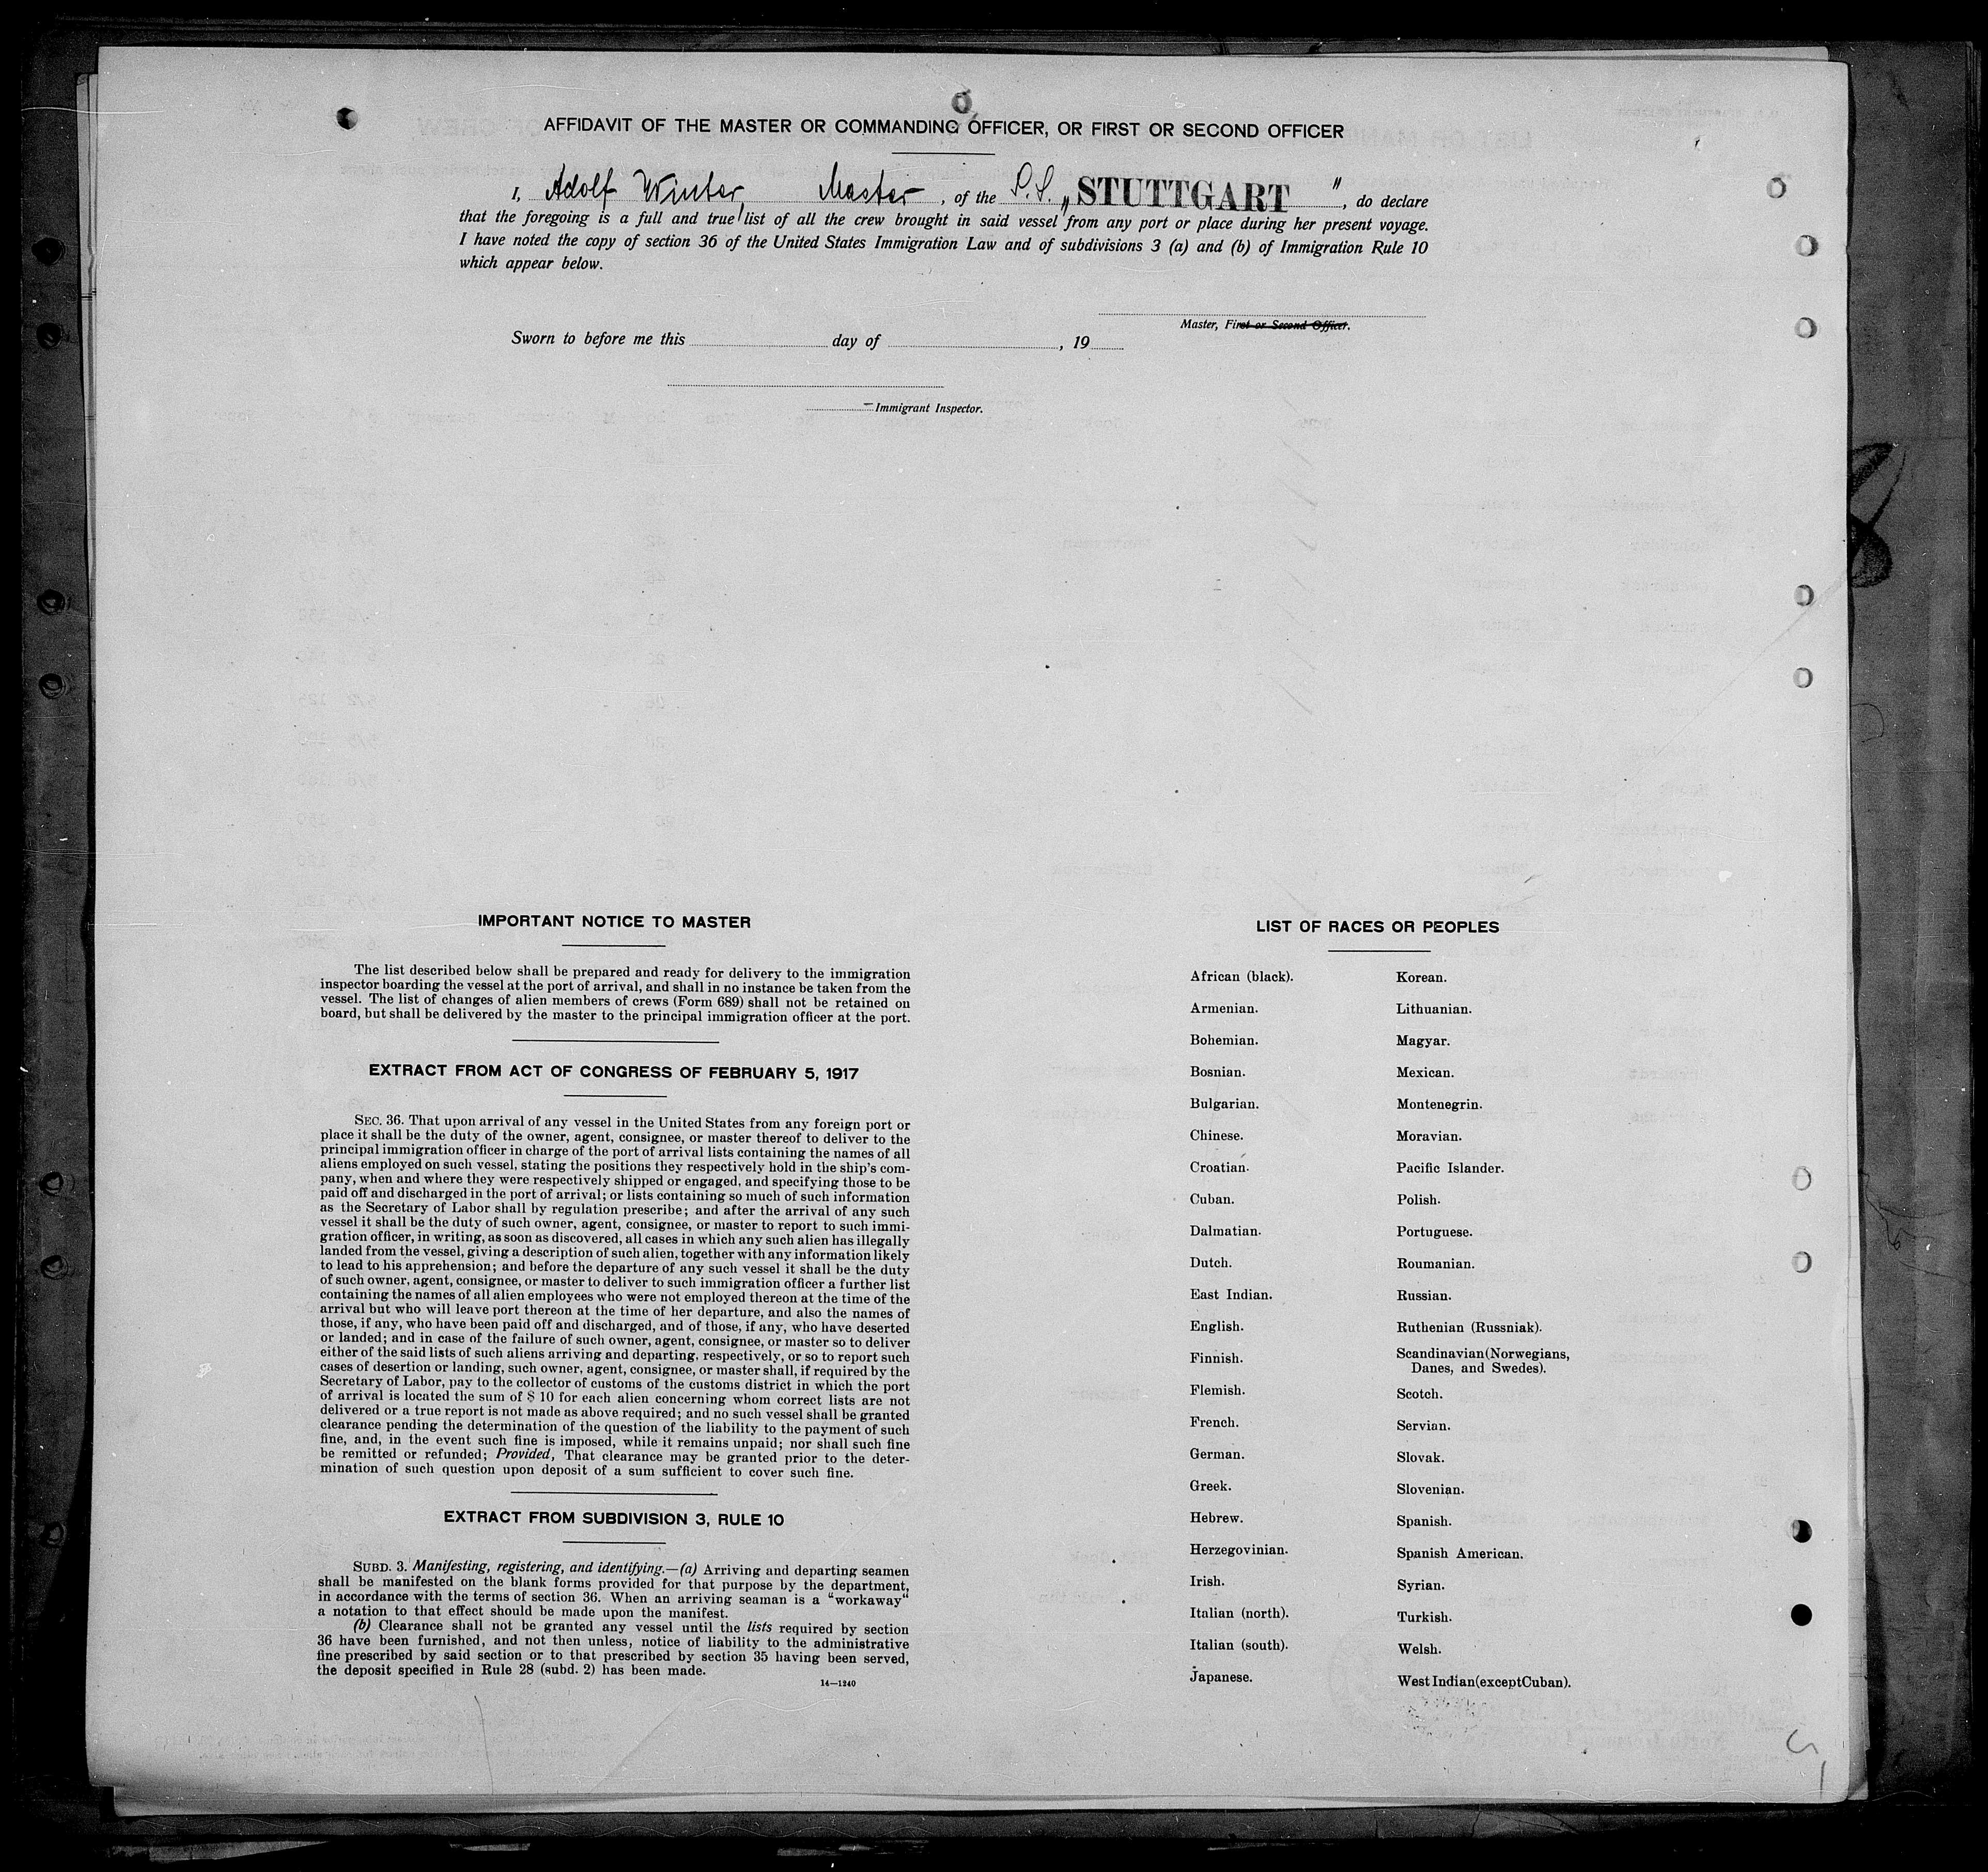 AFFIDAVIT OF THE MASTER OR COMMANDING OFFICER, OR FIRST OR SECOND OFFICER
I, Adolf Winter, Master, of the S.S. „STUTTGART", do declare
that the foregoing is a full and true list of all the crew brought in said vessel from any port or place during her present voyage.
I have noted the copy of section 36 of the United States Immigration Law and of subdivisions 3 (a) and (b) of Immigration Rule 10
which appear below.
Master, First or Second Officer.
Sworn to before me this day of , 19
Immigrant Inspector.
IMPORTANT NOTICE TO MASTER
The list described below shall be prepared and ready for delivery to the immigration
inspector boarding the vessel at the port of arrival, and shall in no instance be taken from the
vessel. The list of changes of alien members of crews (Form 689) shall not be retained on
board, but shall be delivered by the master to the principal immigration officer at the port.
EXTRACT FROM ACT OF CONGRESS OF FEBRUARY 5, 1917
SEC. 36. That upon arrival of any vessel in the United States from any foreign port or
place it shall be the duty of the owner, agent, consignee, or master thereof to deliver to the
principal immigration officer in charge of the port of arrival lists containing the names of all
aliens employed on such vessel, stating the positions they respectively hold in the ship's com-
pany, when and where they were respectively shipped or engaged, and specifying those to be
paid off and discharged in the port of arrival; or lists containing so much of such information
as the Secretary of Labor shall by regulation prescribe; and after the arrival of any such
vessel it shall be the duty of such owner, agent, consignee, or master to report to such immi-
gration officer, in writing, as soon as discovered, all cases in which any such alien has illegally
landed from the vessel, giving a description of such alien, together with any information likely
to lead to his apprehension; and before the departure of any such vessel it shall be the duty
of such owner, agent, consignee, or master to deliver to such immigration officer a further list
containing the names of all alien employees who were not employed thereon at the time of the
arrival but who will leave port thereon at the time of her departure, and also the names of
those, if any, who have been paid off and discharged, and of those, if any, who have deserted
or landed; and in case of the failure of such owner, agent, consignee, or master so to deliver
either of the said lists of such aliens arriving and departing, respectively, or so to report such
cases of desertion or landing, such owner, agent, consignee, or master shall, if required by the
Secretary of Labor, pay to the collector of customs of the customs district in which the port
of arrival is located the sum of $ 10 for each alien concerning whom correct lists are not
delivered or a true report is not made as above required; and no such vessel shall be granted
clearance pending the determination of the question of the liability to the payment of such
fine, and, in the event such fine is imposed, while it remains unpaid; nor shall such fine
be remitted or refunded; Provided, That clearance may be granted prior to the deter-
mination of such question upon deposit of a sum sufficient to cover such fine.
EXTRACT FROM SUBDIVISION 3, RULE 10
SUBD. 3. Manifesting, registering, and identifying.—(a) Arriving and departing seamen
shall be manifested on the blank forms provided for that purpose by the department,
in accordance with the terms of section 36. When an arriving seaman is a "workaway"
a notation to that effect should be made upon the manifest.
(b) Clearance shall not be granted any vessel until the lists required by section
36 have been furnished, and not then unless, notice of liability to the administrative
fine prescribed by said section or to that prescribed by section 35 having been served,
the deposit specified in Rule 28 (subd. 2) has been made.
14—1240
LIST OF RACES OR PEOPLES
African (black).
Armenian.
Bohemian.
Bosnian.
Bulgarian.
Chinese.
Croatian.
Cuban.
Dalmatian.
Dutch.
East Indian.
English.
Finnish.
Flemish.
French.
German.
Greek.
Hebrew.
Herzegovinian.
Irish.
Italian (north).
Italian (south).
Japanese.
Korean.
Lithuanian.
Magyar.
Mexican.
Montenegrin.
Moravian.
Pacific Islander.
Polish.
Portuguese.
Roumanian.
Russian.
Ruthenian (Russniak).
Scandinavian(Norwegians,
Danes, and Swedes).
Scotch.
Servian.
Slovak.
Slovenian.
Spanish.
Spanish American.
Syrian.
Turkish.
Welsh.
West Indian(exceptCuban).